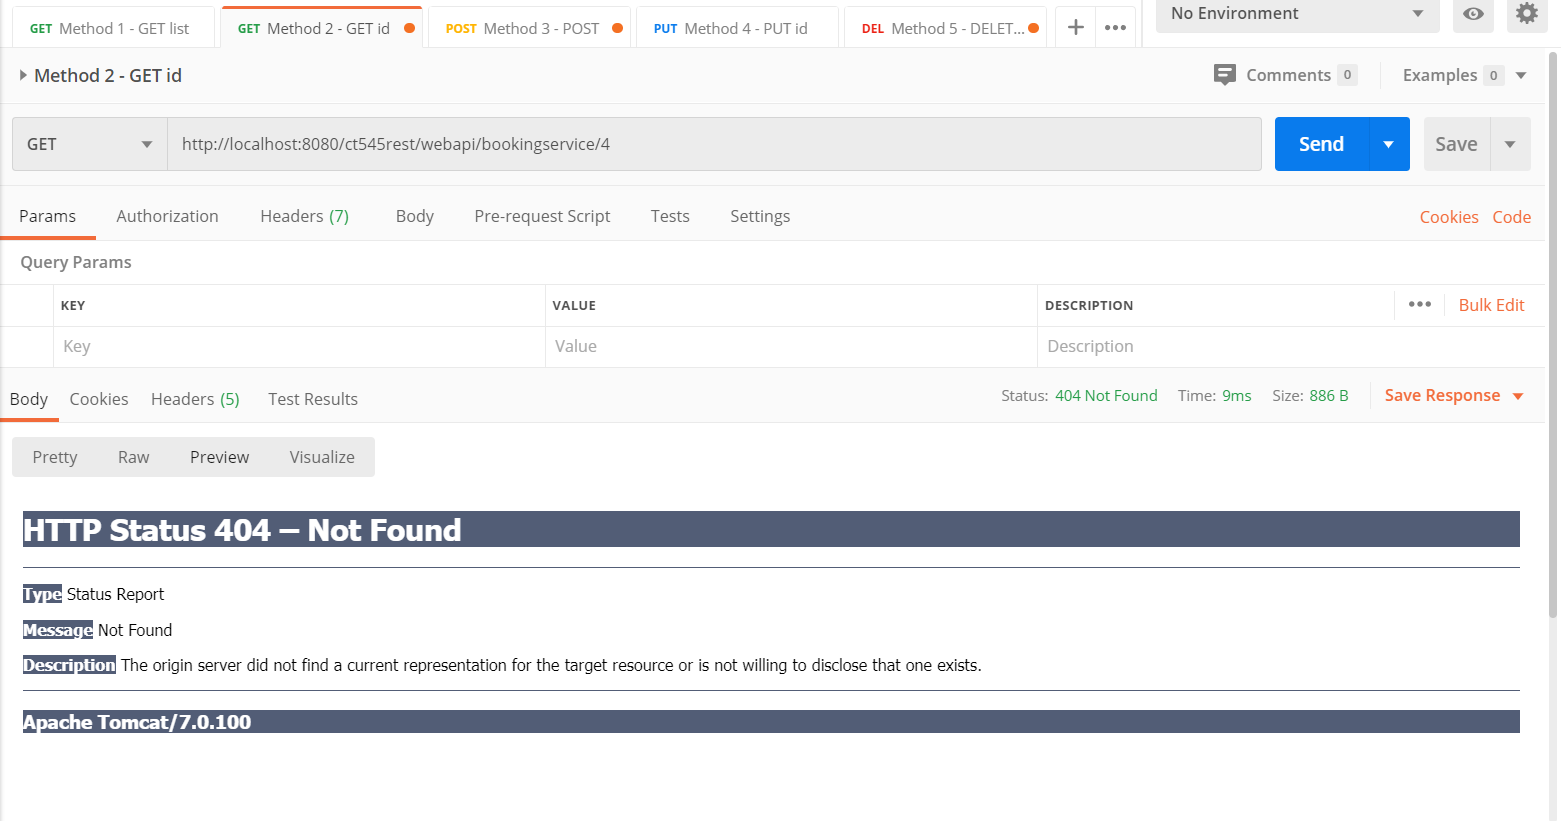 GET Method 1 - GET list
GET Method 2 - GET id
POST Method 3 - POST
PUT Method 4 - PUT id
DEL Method 5 - DELET...
No Environment
Method 2 - GET id
Comments 0
Examples 0
GET
http://localhost:8080/ct545rest/webapi/bookingservice/4
Send
Save
Params Authorization Headers (7) Body Pre-request Script Tests Settings
Cookies Code
Query Params
KEY VALUE DESCRIPTION
Bulk Edit
Key Value Description
Body Cookies Headers (5) Test Results
Status: 404 Not Found Time: 9ms Size: 886 B
Save Response
Pretty Raw Preview Visualize
HTTP Status 404 – Not Found
Type Status Report
Message Not Found
Description The origin server did not find a current representation for the target resource or is not willing to disclose that one exists.
Apache Tomcat/7.0.100